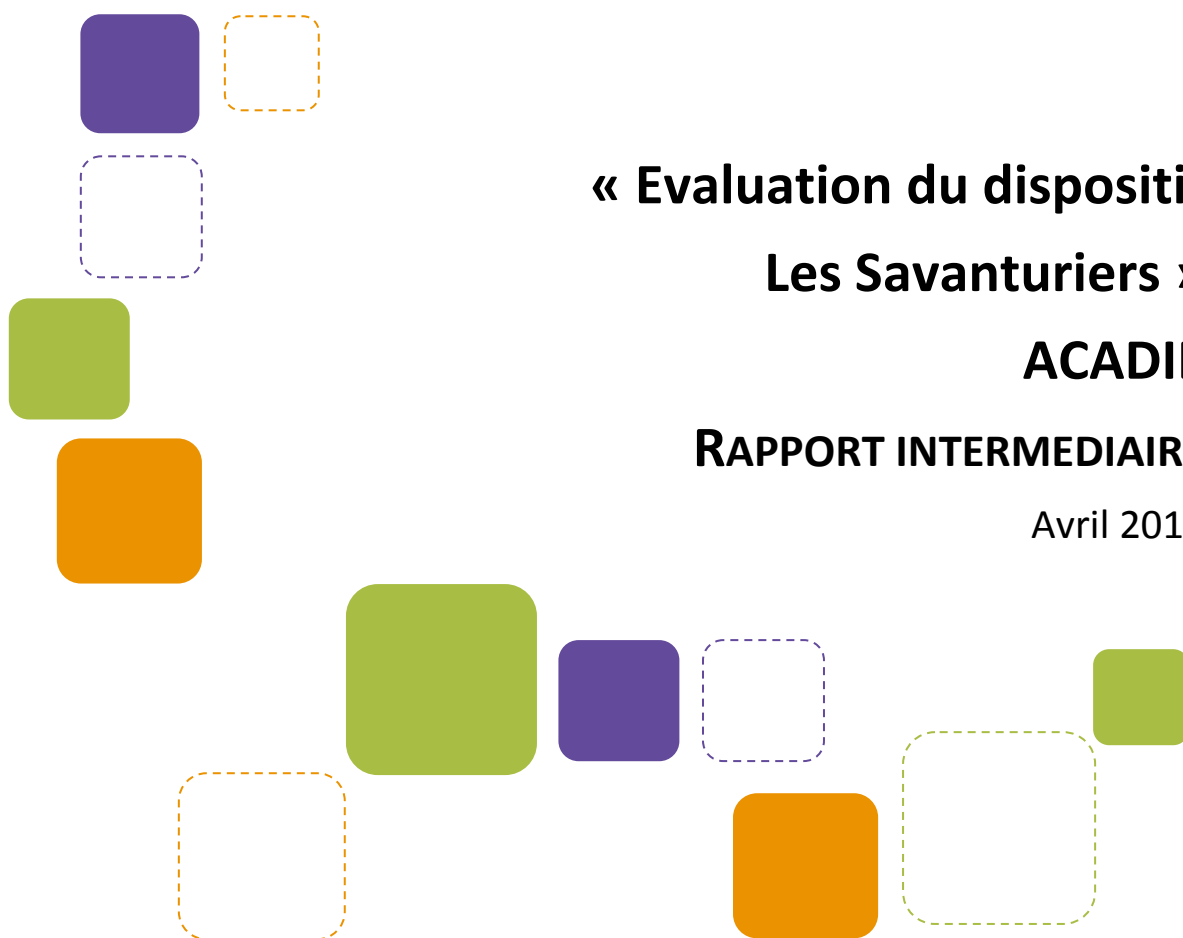 « Evaluation du dispositi
Les Savanturiers »
ACADI
RAPPORT INTERMEDIAIR
Avril 201